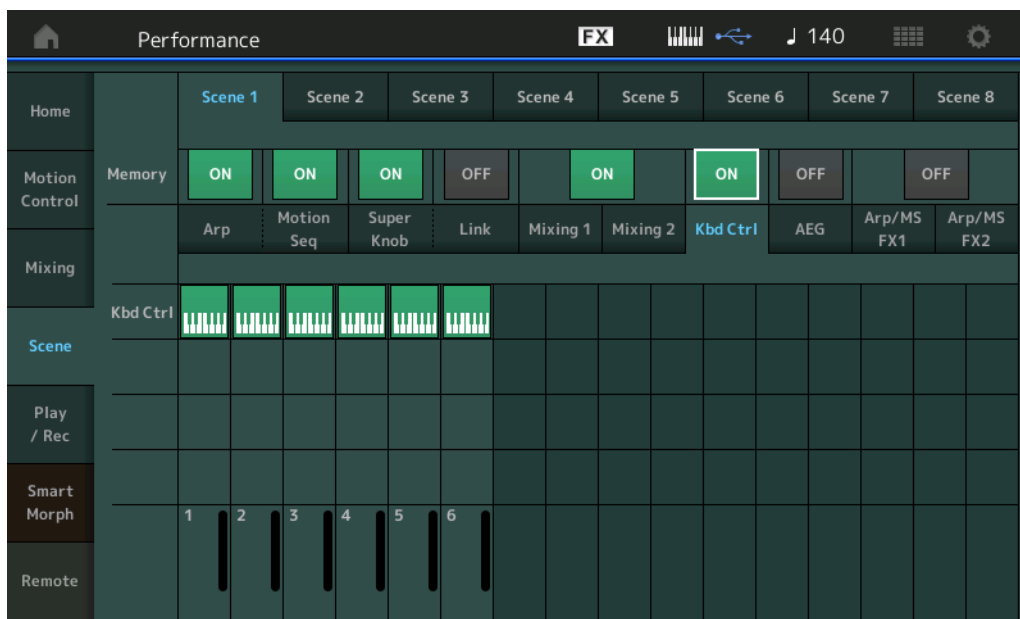 Performance
FX
140
Home
Motion
Control
Mixing
Scene
Play
/ Rec
Smart
Morph
Remote
Scene 1
Scene 2
Scene 3
Scene 4
Scene 5
Scene 6
Scene 7
Scene 8
Memory
ON
ON
ON
OFF
ON
ON
OFF
OFF
Arp
Motion
Seq
Super
Knob
Link
Mixing 1
Mixing 2
Kbd Ctrl
AEG
Arp/MS
FX1
Arp/MS
FX2
Kbd Ctrl
1
2
3
4
5
6